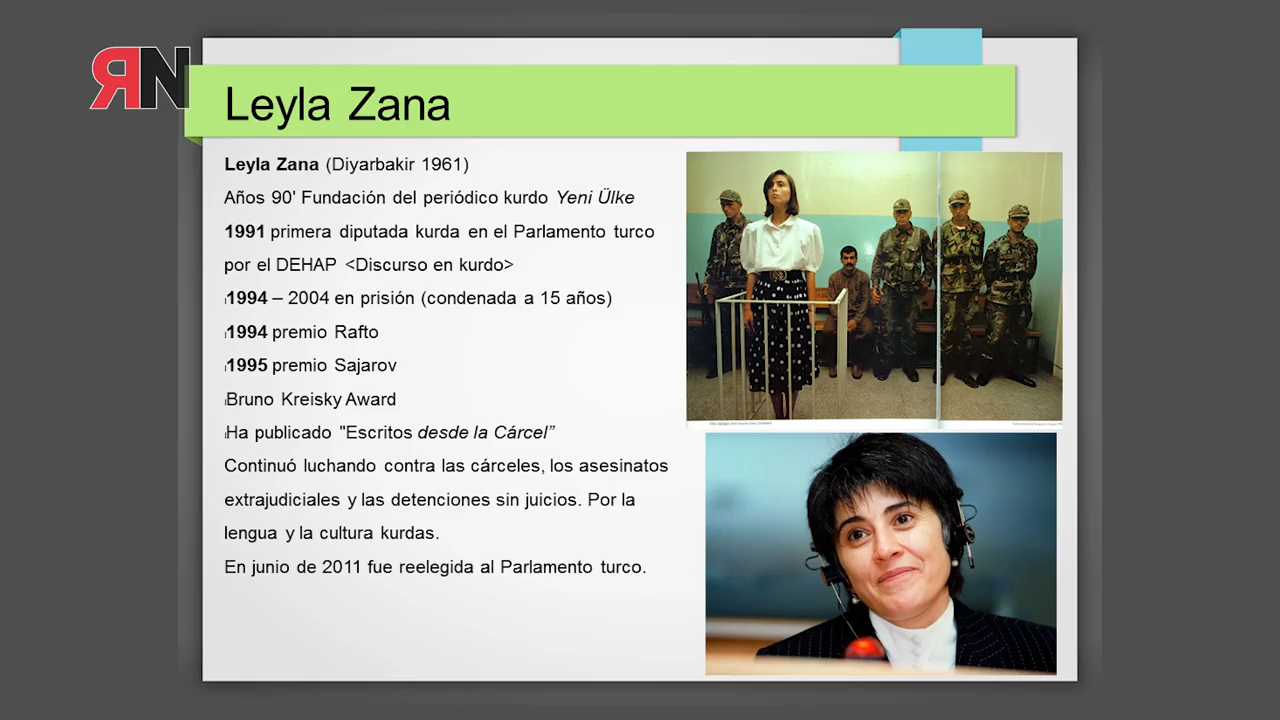 ЯN
Leyla Zana
Leyla Zana (Diyarbakir 1961)
Años 90' Fundación del periódico kurdo Yeni Ülke
1991 primera diputada kurda en el Parlamento turco
por el DEHAP <Discurso en kurdo>
1994 – 2004 en prisión (condenada a 15 años)
1994 premio Rafto
1995 premio Sajarov
Bruno Kreisky Award
Ha publicado "Escritos desde la Cárcel”
Continuó luchando contra las cárceles, los asesinatos
extrajudiciales y las detenciones sin juicios. Por la
lengua y la cultura kurdas.
En junio de 2011 fue reelegida al Parlamento turco.